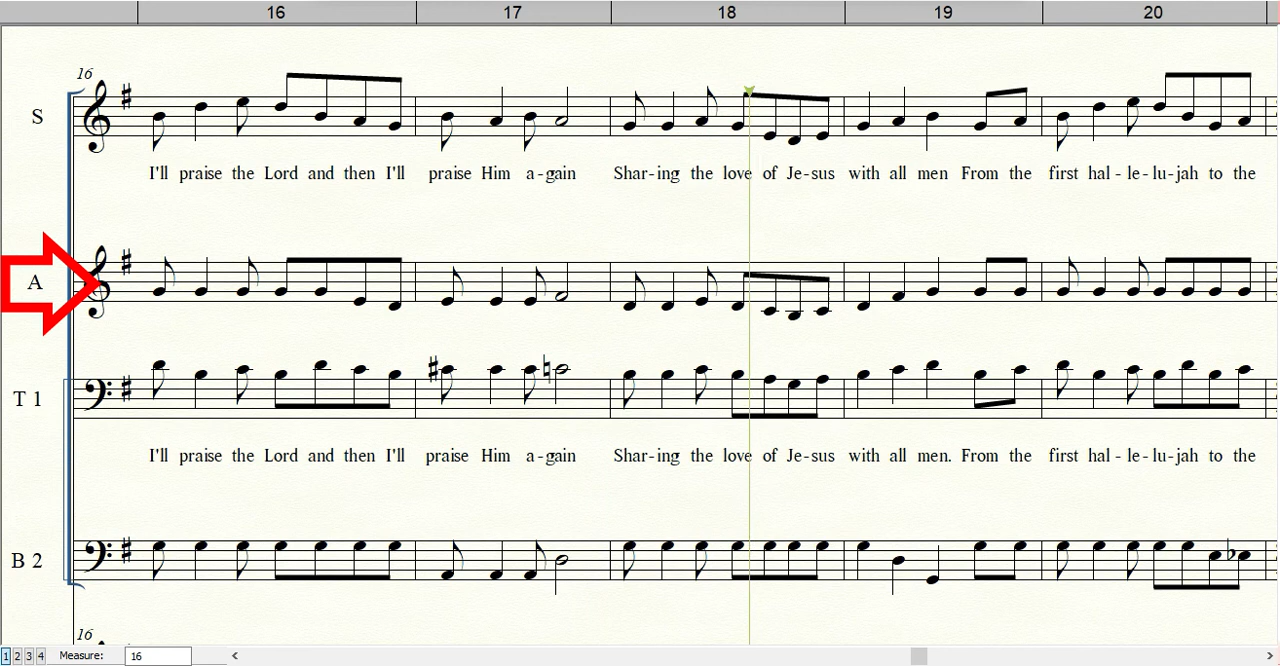 16 17 18 19 20
16
S
I'll praise the Lord and then I'll praise Him a-gain Shar-ing the love of Je-sus with all men From the first hal-le-lu-jah to the
A
T 1
I'll praise the Lord and then I'll praise Him a-gain Shar-ing the love of Je-sus with all men. From the first hal-le-lu-jah to the
B 2
16
1 2 3 4 Measure: 16 < >